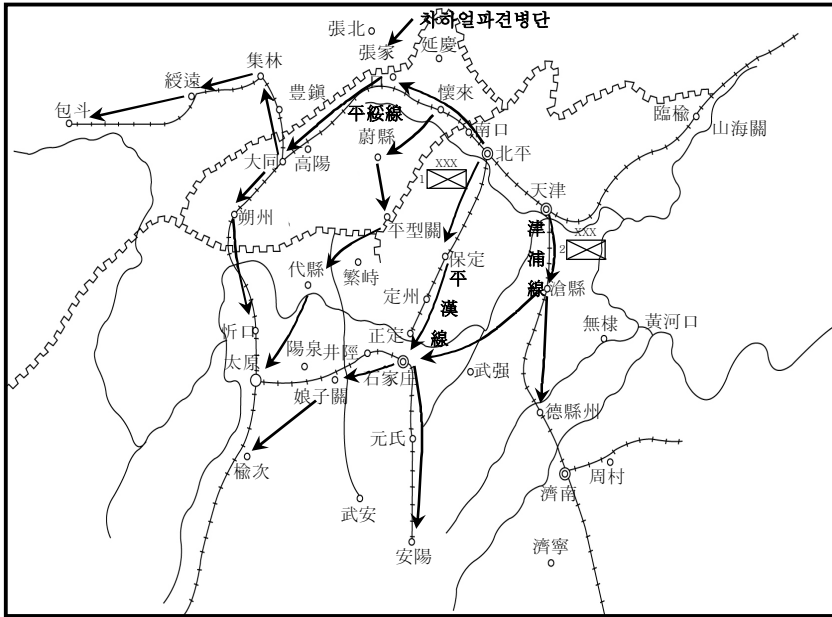 차하얼파견병단
張北
張家
延慶
集林
綏遠
豊鎭
懷來
包斗
平綏線
南口
臨楡
山海關
蔚縣
北平
大同
高陽
xxx
1
天津
朔州
平型關
津浦線
xxx
2
代縣
繁峙
保定
平漢線
滄縣
定州
無棣
黃河口
忻口
正定
太原
陽泉
井陘
石家庄
武强
娘子關
德縣州
元氏
楡次
周村
濟南
武安
安陽
濟寧